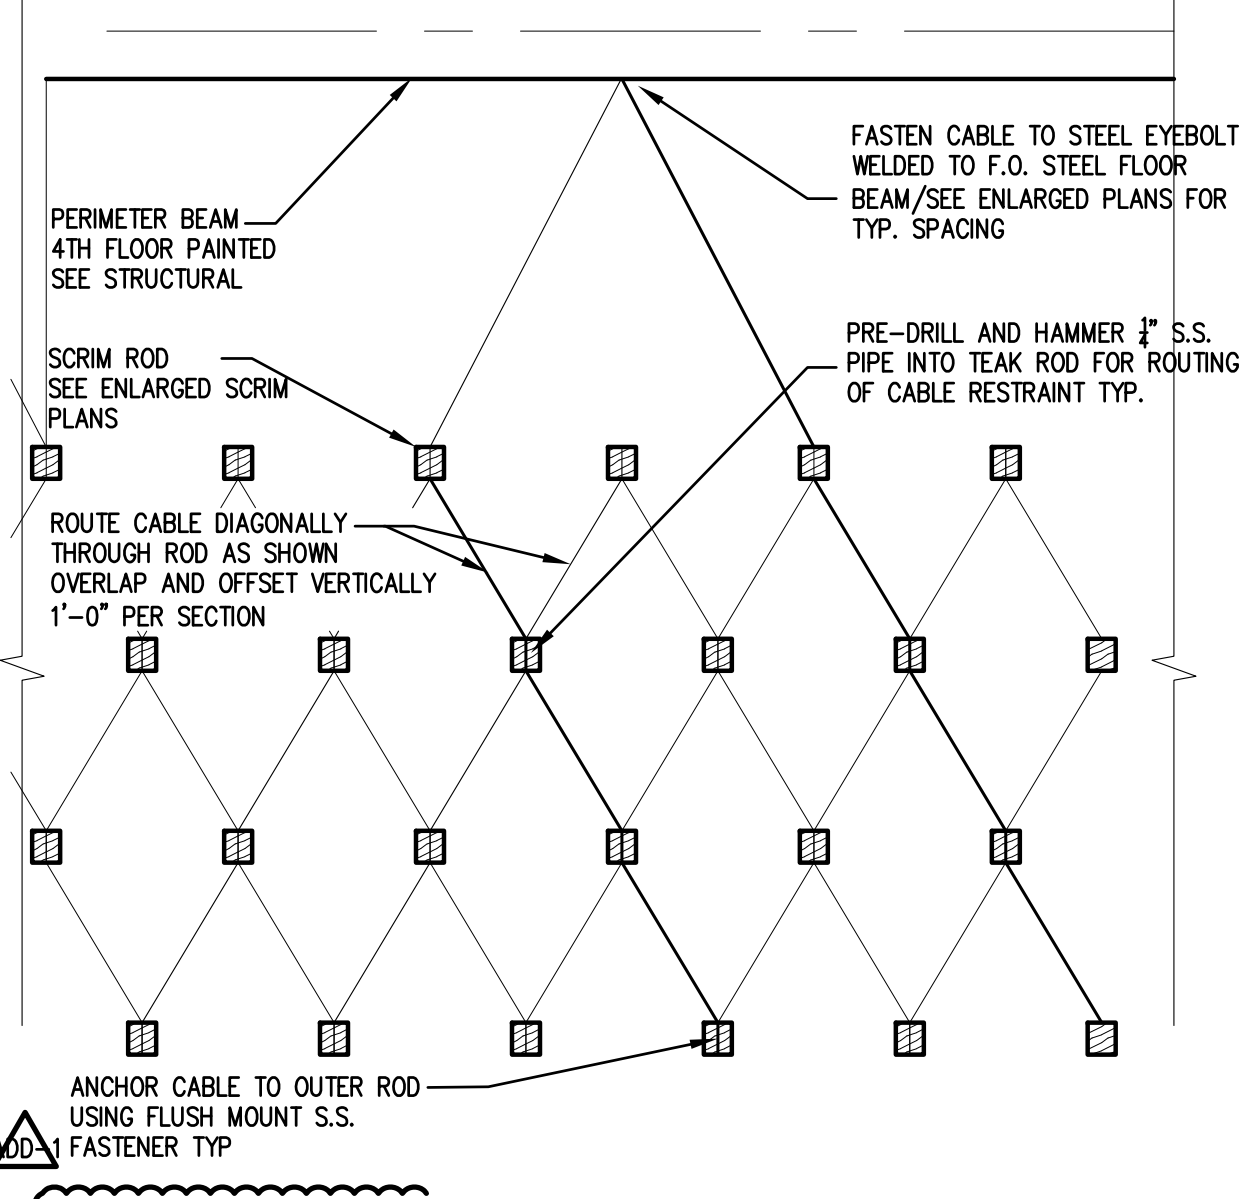 FASTEN CABLE TO STEEL EYEBOLT
WELDED TO F.O. STEEL FLOOR
BEAM/SEE ENLARGED PLANS FOR
TYP. SPACING
PERIMETER BEAM
4TH FLOOR PAINTED
SEE STRUCTURAL
PRE-DRILL AND HAMMER 1/4" S.S.
PIPE INTO TEAK ROD FOR ROUTING
OF CABLE RESTRAINT TYP.
SCRIM ROD
SEE ENLARGED SCRIM
PLANS
ROUTE CABLE DIAGONALLY
THROUGH ROD AS SHOWN
OVERLAP AND OFFSET VERTICALLY
1'-0" PER SECTION
ANCHOR CABLE TO OUTER ROD
USING FLUSH MOUNT S.S.
FASTENER TYP
ADD-1